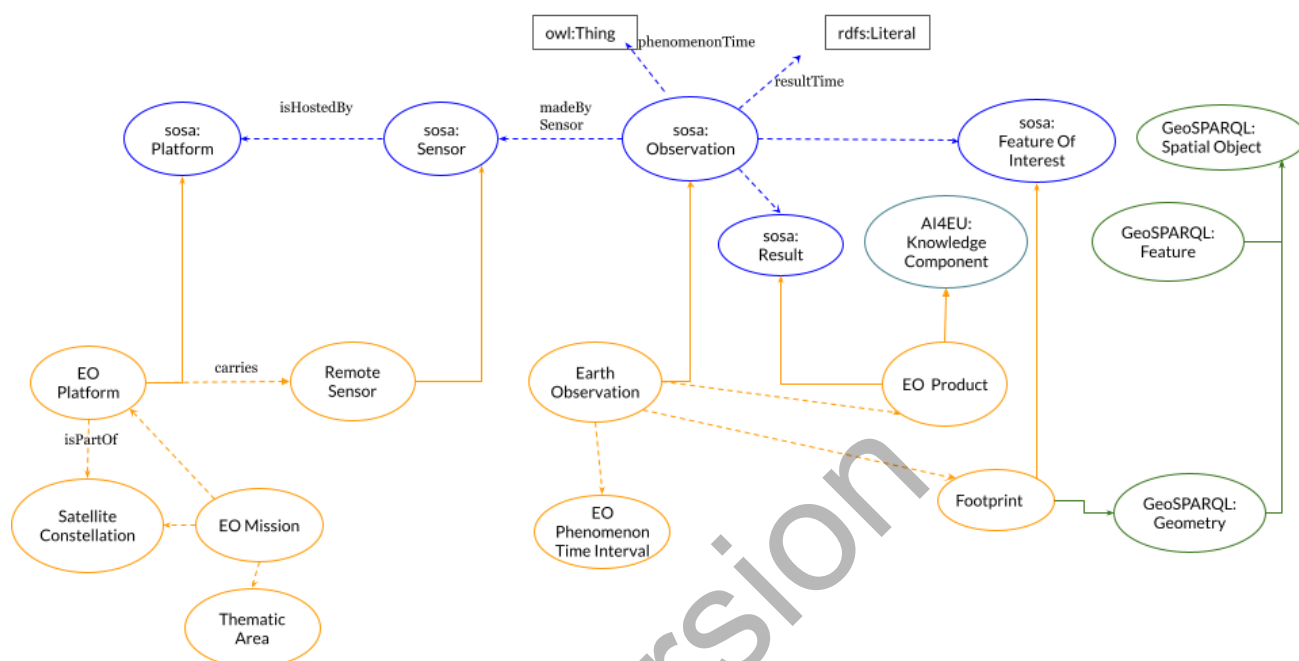 owl:Thing
phenomenonTime
rdfs:Literal
resultTime
isHostedBy
madeBy
Sensor
sosa:
Platform
sosa:
Sensor
sosa:
Observation
sosa:
Feature Of
Interest
GeoSPARQL:
Spatial Object
sosa:
Result
AI4EU:
Knowledge
Component
GeoSPARQL:
Feature
EO
Platform
carries
Remote
Sensor
Earth
Observation
EO Product
isPartOf
Satellite
Constellation
EO Mission
EO
Phenomenon
Time Interval
Footprint
GeoSPARQL:
Geometry
Thematic
Area
rsion